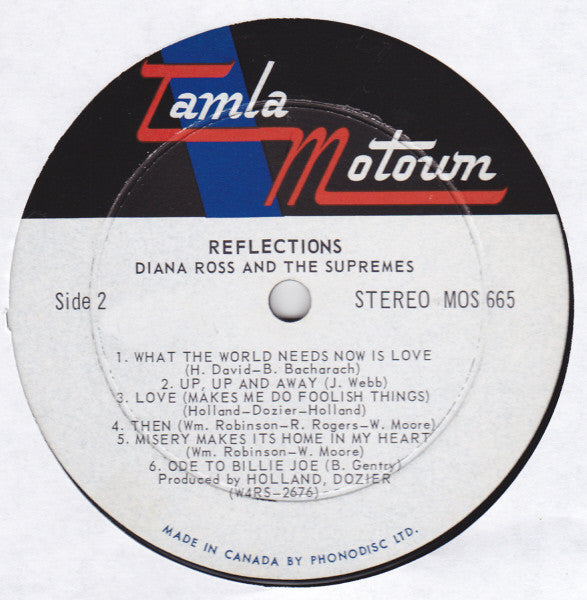 Tamla
Motown
REFLECTIONS
DIANA ROSS AND THE SUPREMES
Side 2
STEREO MOS 665
1. WHAT THE WORLD NEEDS NOW IS LOVE
(H. David-B. Bacharach)
2. UP, UP AND AWAY (J. Webb)
3. LOVE (MAKES ME DO FOOLISH THINGS)
(Holland-Dozier-Holland)
4. THEN (Wm. Robinson-R. Rogers-W. Moore)
5. MISERY MAKES ITS HOME IN MY HEART
(Wm. Robinson-W. Moore)
6. ODE TO BILLIE JOE (B. Gentry)
Produced by HOLLAND, DOZIER
(W4RS-2676)
MADE IN CANADA BY PHONODISC LTD.